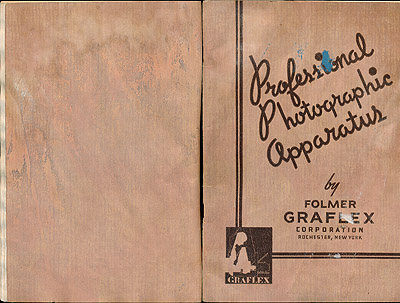 Professional
Photographic
Apparatus
by
FOLMER
GRAFLEX
CORPORATION
ROCHESTER, NEW YORK
GRAFLEX